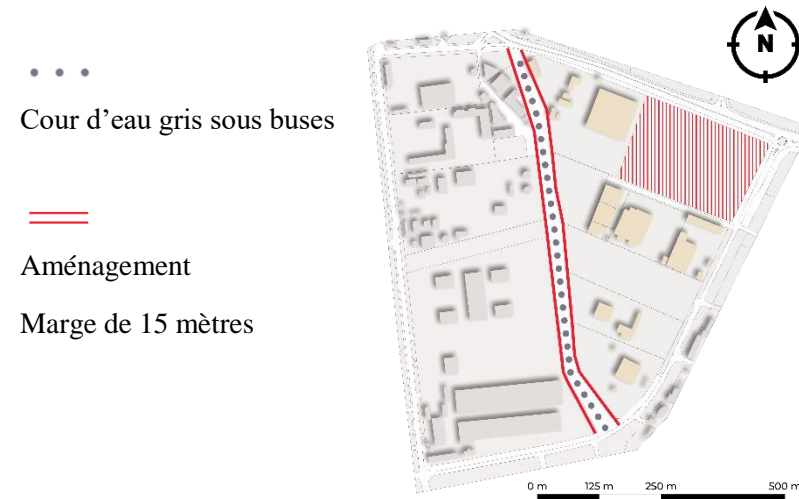 N
Cour d’eau gris sous buses
Aménagement
Marge de 15 mètres
0 m 125 m 250 m 500 m